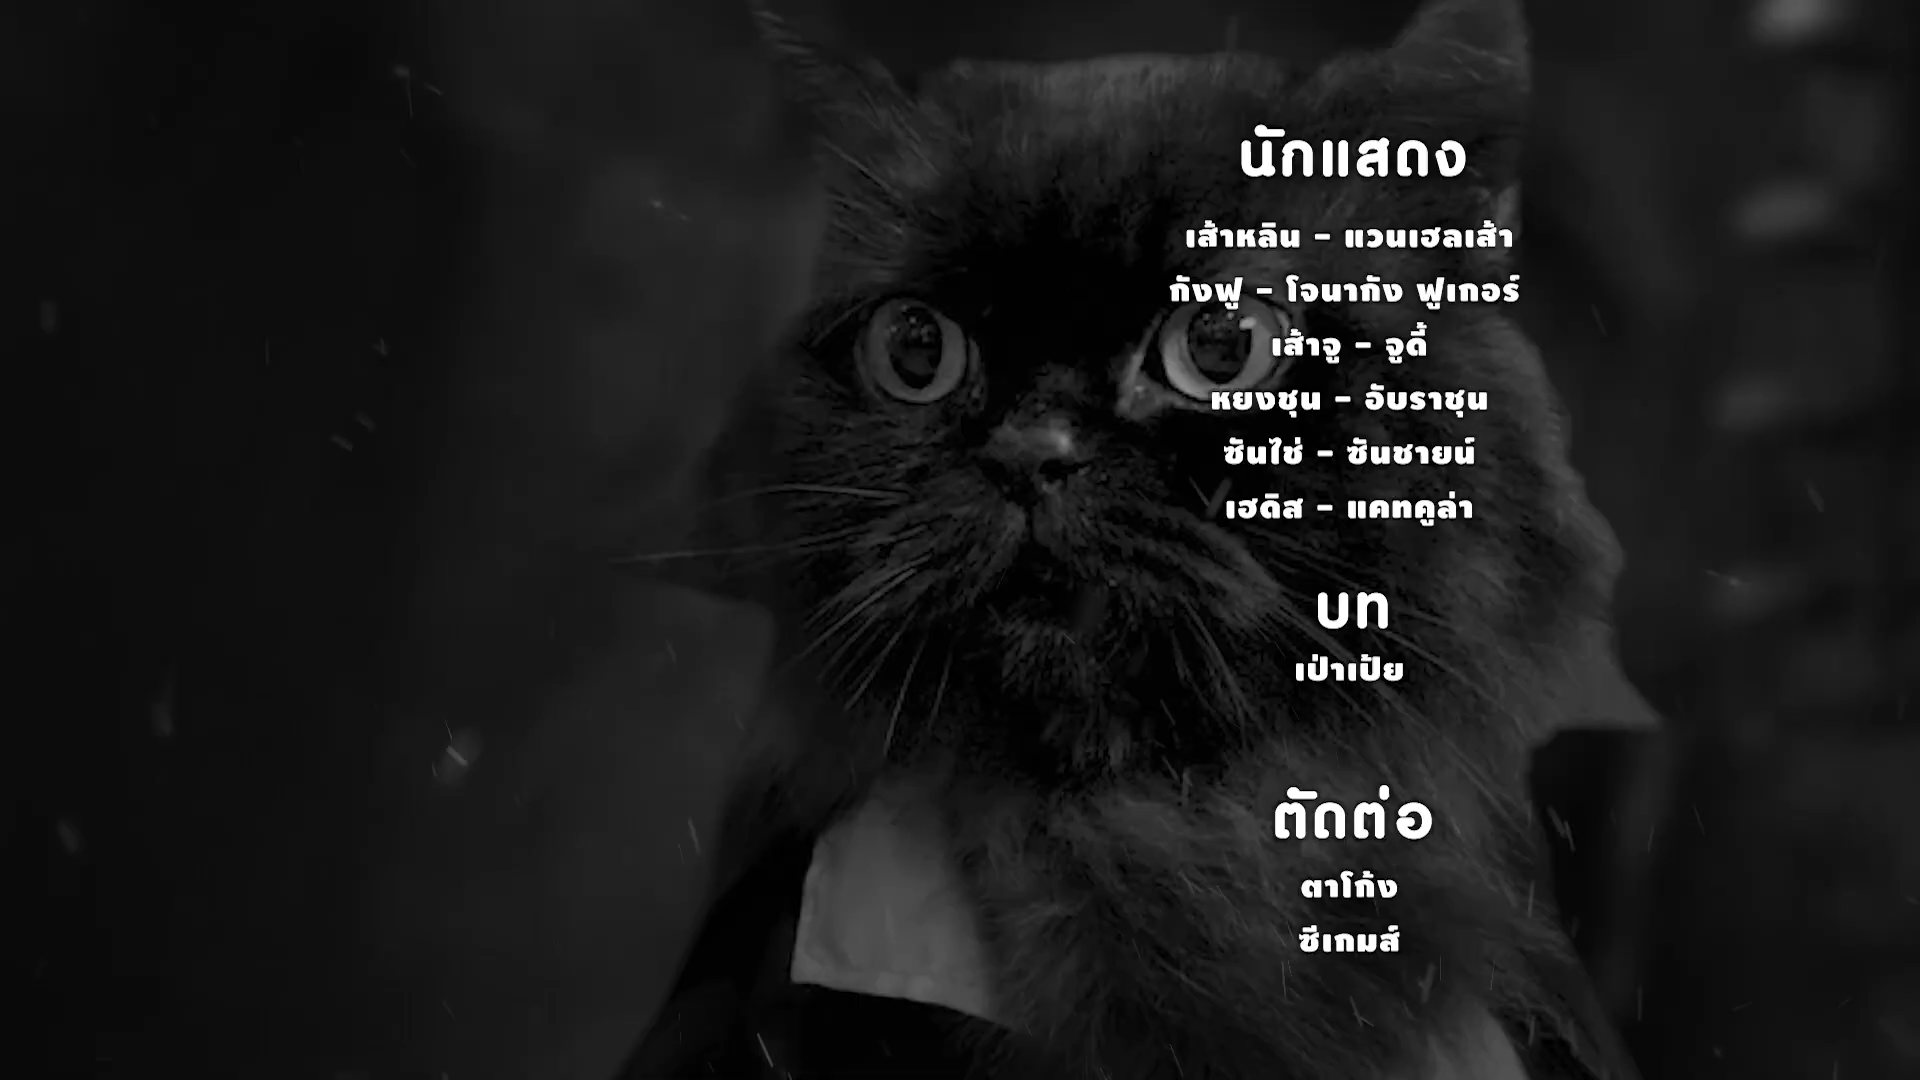 นักแสดง
เส้าหลิน - แวนเฮลเส้า
กังฟู - โจนากัง ฟูเกอร์
เส้าจู - จูดี้
หยงชุน - อับราชุน
ซันไช่ - ซันชายน์
เฮดิส - แคทคูล่า
บท
เป่าเป้ย
ตัดต่อ
ตาโก้ง
ซีเกมส์